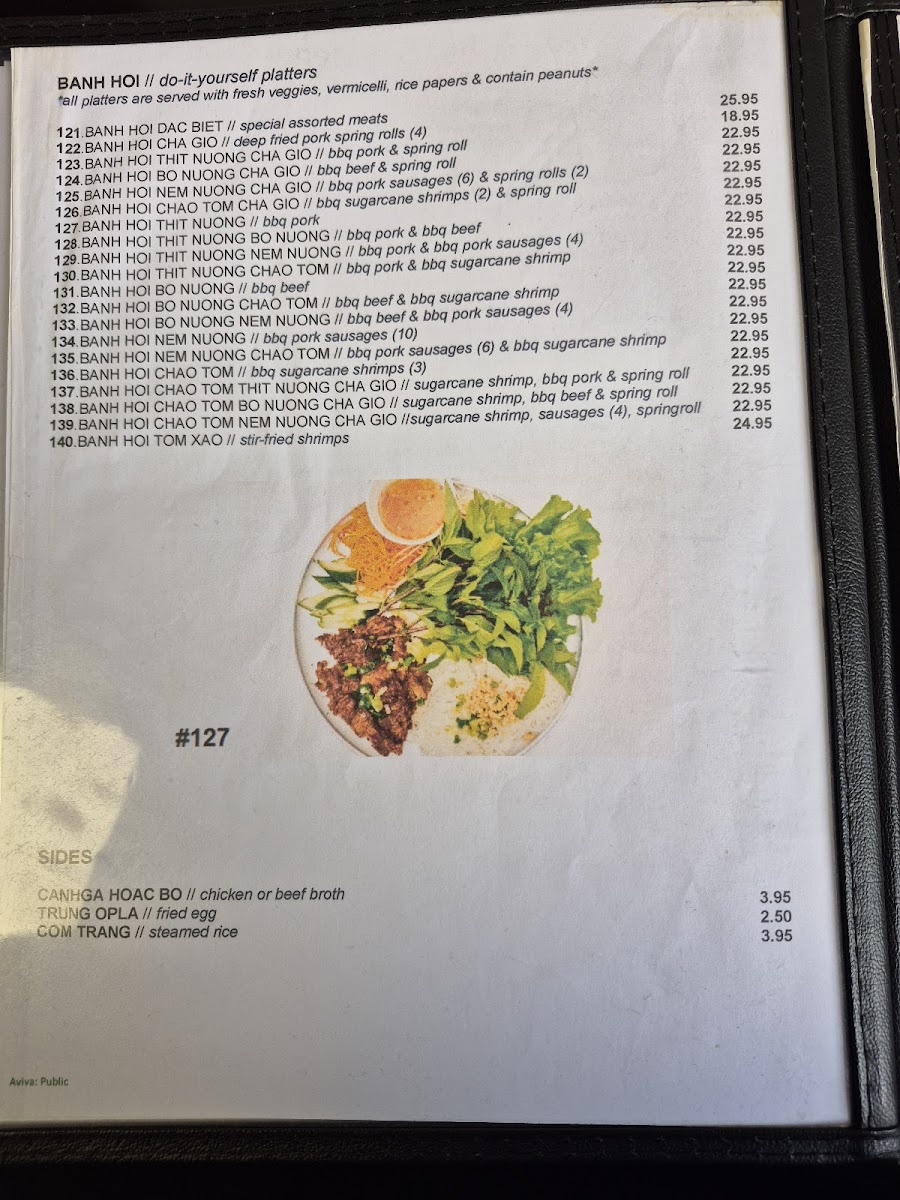 BANH HOI // do-it-yourself platters
*all platters are served with fresh veggies, vermicelli, rice papers & contain peanuts*
121.BANH HOI DAC BIET // special assorted meats 25.95
122.BANH HOI CHA GIO // deep fried pork spring rolls (4) 18.95
123.BANH HOI THIT NUONG CHA GIO // bbq pork & spring roll 22.95
124.BANH HOI BO NUONG CHA GIO // bbq beef & spring roll 22.95
125.BANH HOI NEM NUONG CHA GIO // bbq pork sausages (6) & spring rolls (2) 22.95
126.BANH HOI CHAO TOM CHA GIO // bbq sugarcane shrimps (2) & spring roll 22.95
127.BANH HOI THIT NUONG // bbq pork 22.95
128.BANH HOI THIT NUONG BO NUONG // bbq pork & bbq beef 22.95
129.BANH HOI THIT NUONG NEM NUONG // bbq pork & bbq pork sausages (4) 22.95
130.BANH HOI THIT NUONG CHAO TOM // bbq pork & bbq sugarcane shrimp 22.95
131.BANH HOI BO NUONG // bbq beef 22.95
132.BANH HOI BO NUONG CHAO TOM // bbq beef & bbq sugarcane shrimp 22.95
133.BANH HOI BO NUONG NEM NUONG // bbq beef & bbq pork sausages (4) 22.95
134.BANH HOI NEM NUONG // bbq pork sausages (10) 22.95
135.BANH HOI NEM NUONG CHAO TOM // bbq pork sausages (6) & bbq sugarcane shrimp 22.95
136.BANH HOI CHAO TOM // bbq sugarcane shrimps (3) 22.95
137.BANH HOI CHAO TOM THIT NUONG CHA GIO // sugarcane shrimp, bbq pork & spring roll 22.95
138.BANH HOI CHAO TOM BO NUONG CHA GIO // sugarcane shrimp, bbq beef & spring roll 22.95
139.BANH HOI CHAO TOM NEM NUONG CHA GIO //sugarcane shrimp, sausages (4), springroll 22.95
140.BANH HOI TOM XAO // stir-fried shrimps 24.95
#127
SIDES
CANHGA HOAC BO // chicken or beef broth 3.95
TRUNG OPLA // fried egg 2.50
COM TRANG // steamed rice 3.95
Aviva: Public